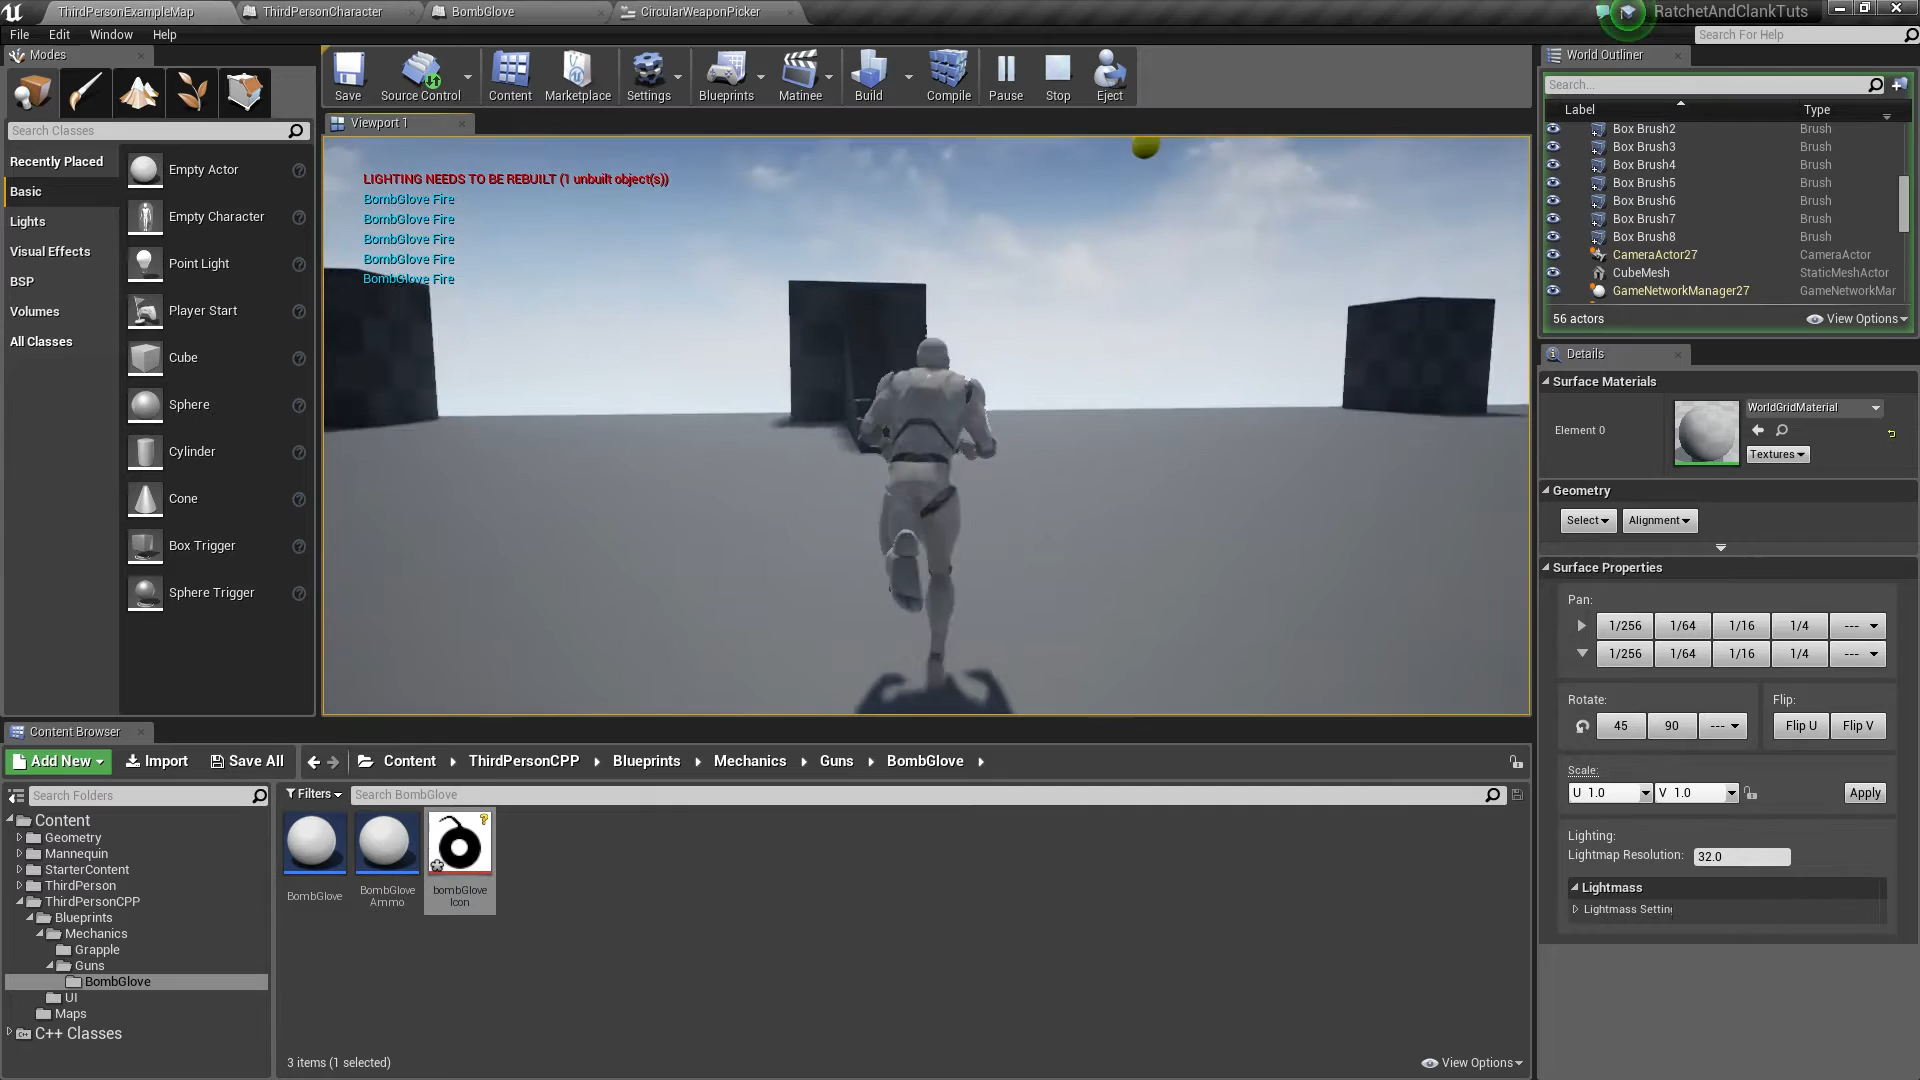 ThirdPersonExampleMap
ThirdPersonCharacter
BombGlove
CircularWeaponPicker
RatchetAndClankTuts
File Edit Window Help
Search For Help
Modes
Search Classes
Recently Placed
Basic
Lights
Visual Effects
BSP
Volumes
All Classes
Empty Actor
Empty Character
Point Light
Player Start
Cube
Sphere
Cylinder
Cone
Box Trigger
Sphere Trigger
Save Source Control Content Marketplace Settings Blueprints Matinee Build Compile Pause Stop Eject
Viewport 1
LIGHTING NEEDS TO BE REBUILT (1 unbuilt object(s))
BombGlove Fire
BombGlove Fire
BombGlove Fire
BombGlove Fire
BombGlove Fire
World Outliner
Search...
Label Type
Box Brush2 Brush
Box Brush3 Brush
Box Brush4 Brush
Box Brush5 Brush
Box Brush6 Brush
Box Brush7 Brush
Box Brush8 Brush
CameraActor27 CameraActor
CubeMesh StaticMeshActor
GameNetworkManager27 GameNetworkMar
56 actors View Options
Details
Surface Materials
Element 0
WorldGridMaterial
Textures
Geometry
Select Alignment
Surface Properties
Pan:
1/256 1/64 1/16 1/4 ---
1/256 1/64 1/16 1/4 ---
Rotate: Flip:
45 90 --- Flip U Flip V
Scale:
U 1.0 V 1.0 Apply
Lighting:
Lightmap Resolution: 32.0
Lightmass
Lightmass Settin
Content Browser
Add New Import Save All Content ThirdPersonCPP Blueprints Mechanics Guns BombGlove
Search Folders
Filters Search BombGlove
Content
Geometry
Mannequin
StarterContent
ThirdPerson
ThirdPersonCPP
Blueprints
Mechanics
Grapple
Guns
BombGlove
UI
Maps
C++ Classes
BombGlove
BombGlove
Ammo
bombGlove
Icon
3 items (1 selected) View Options